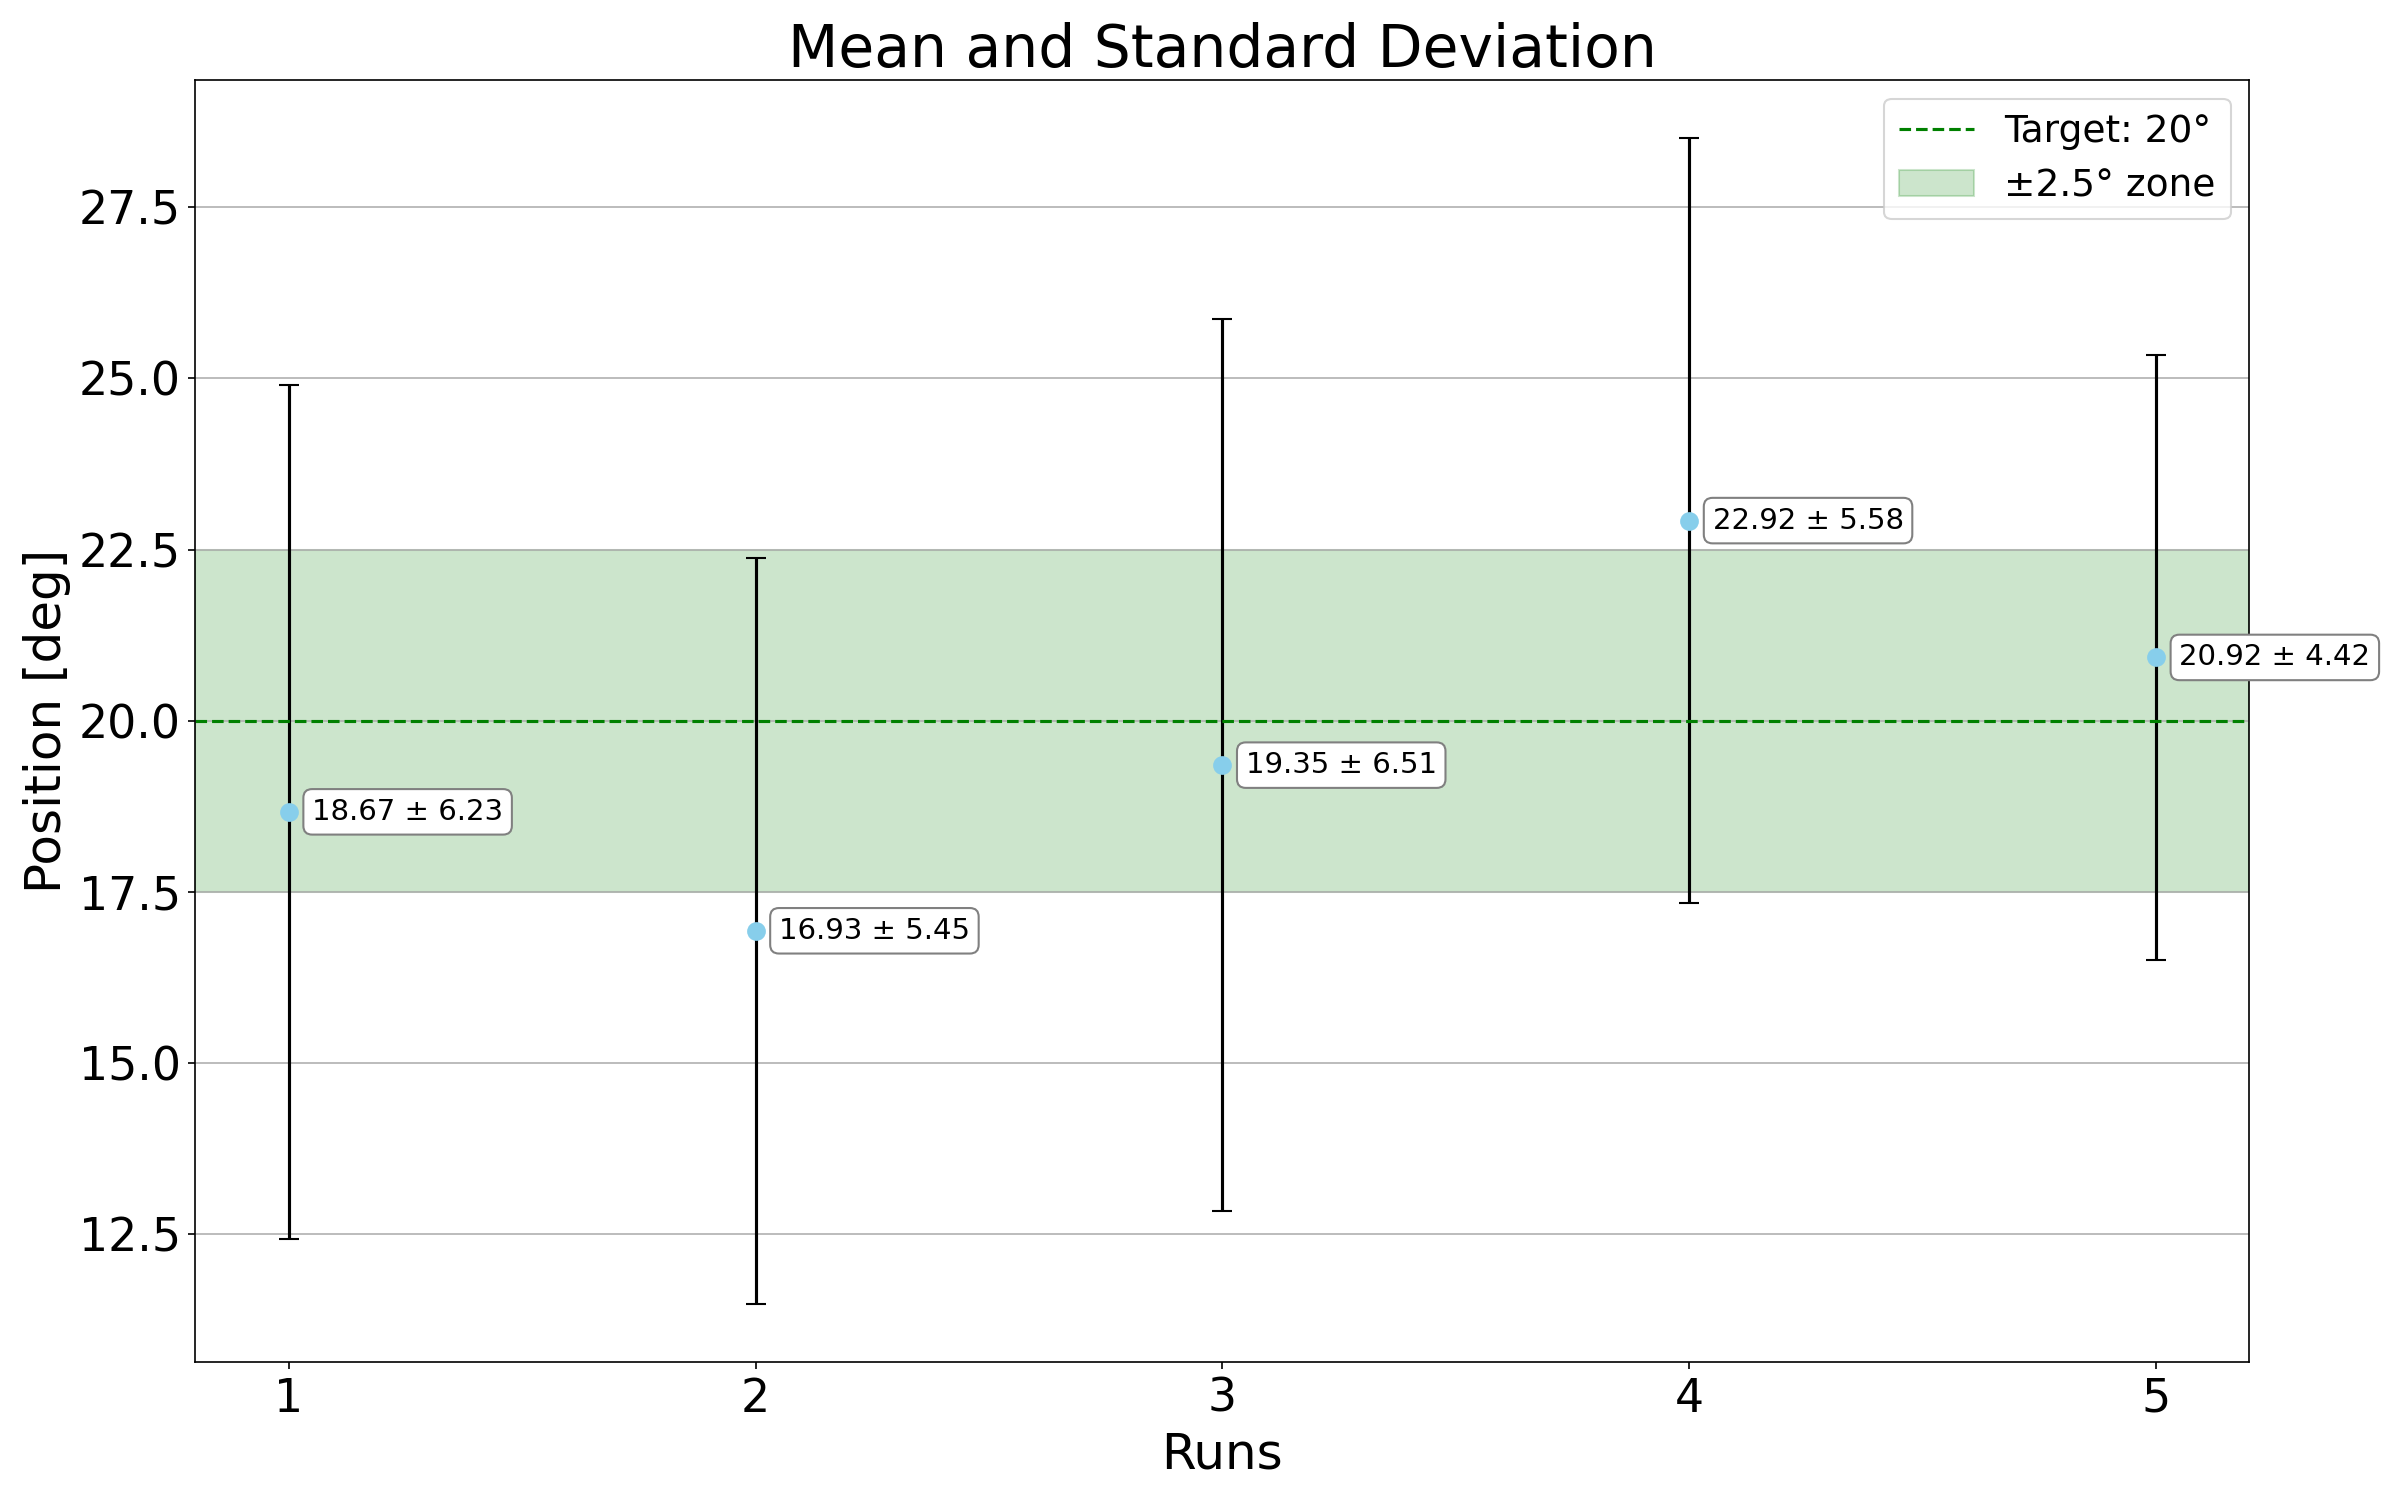 Mean and Standard Deviation
Target: 20°
±2.5° zone
Position [deg]
27.5
25.0
22.5
20.0
17.5
15.0
12.5
18.67 ± 6.23
16.93 ± 5.45
19.35 ± 6.51
22.92 ± 5.58
20.92 ± 4.42
1 2 3 4 5
Runs